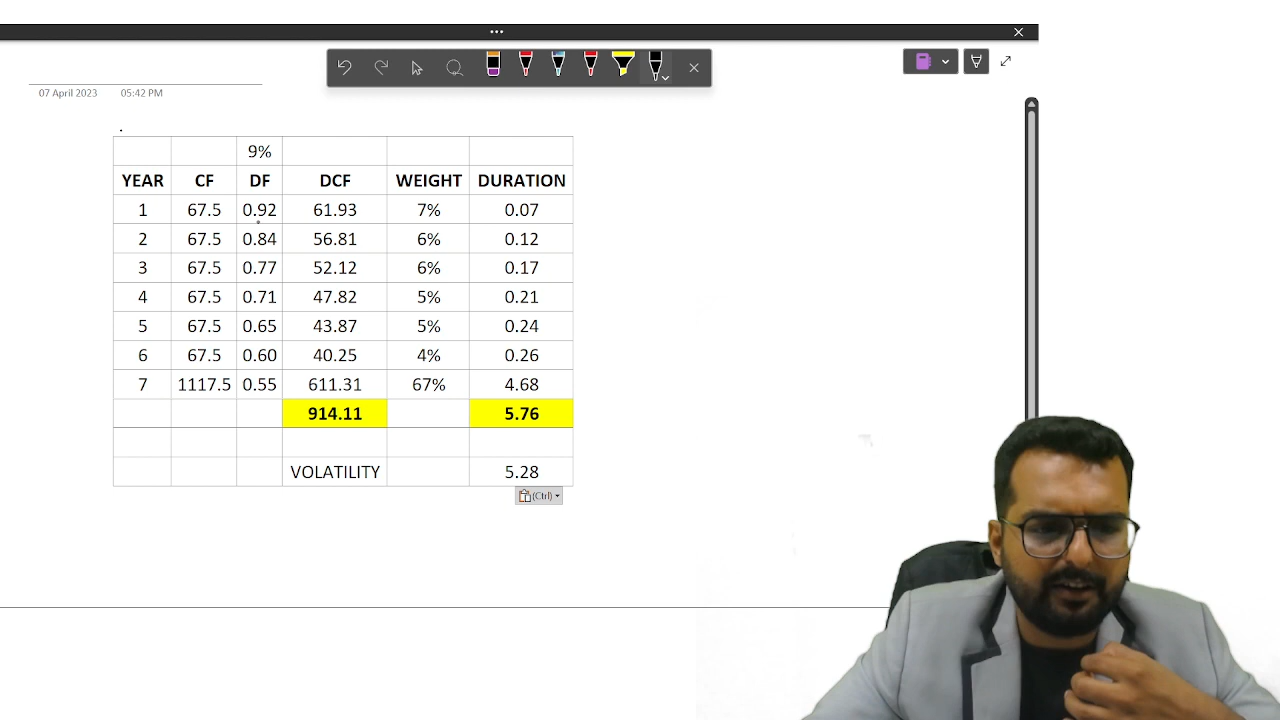 07 April 2023 05:42 PM
9%
YEAR CF DF DCF WEIGHT DURATION
1 67.5 0.92 61.93 7% 0.07
2 67.5 0.84 56.81 6% 0.12
3 67.5 0.77 52.12 6% 0.17
4 67.5 0.71 47.82 5% 0.21
5 67.5 0.65 43.87 5% 0.24
6 67.5 0.60 40.25 4% 0.26
7 1117.5 0.55 611.31 67% 4.68
914.11 5.76
VOLATILITY 5.28
(Ctrl)